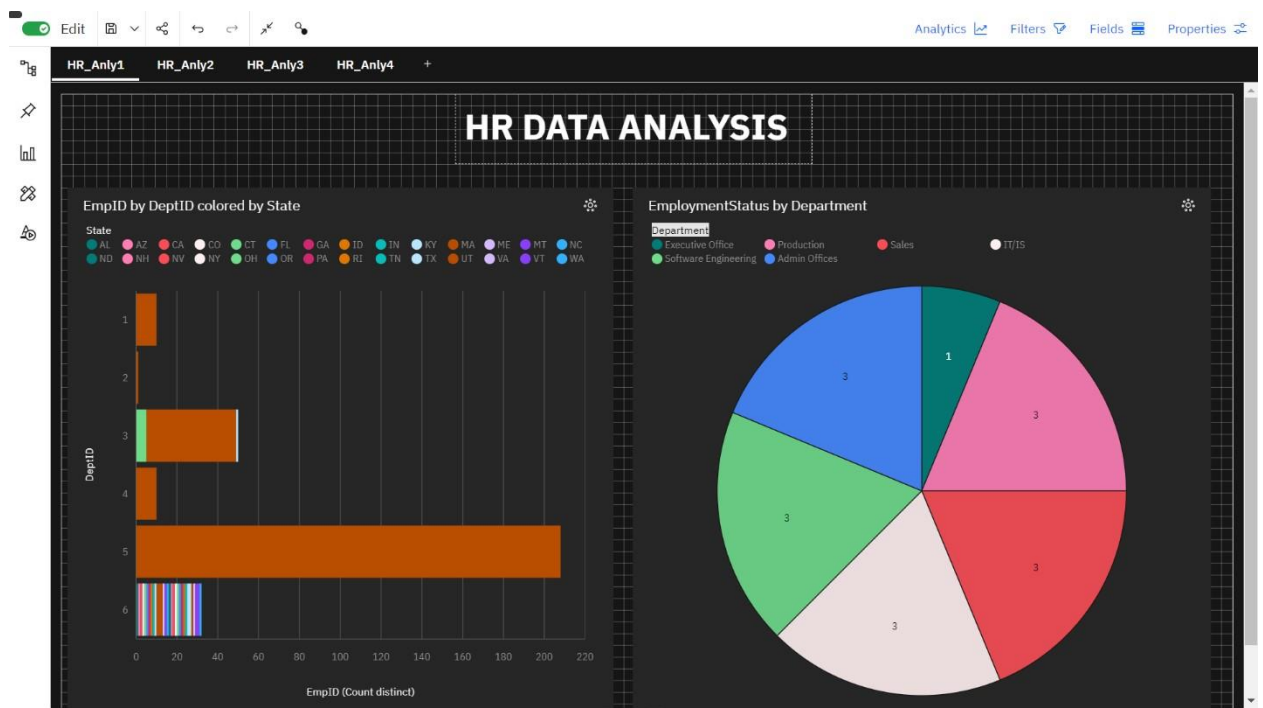 Edit
Analytics Filters Fields Properties
HR_Anly1 HR_Anly2 HR_Anly3 HR_Anly4 +
HR DATA ANALYSIS
EmpID by DeptID colored by State
State
AL AZ CA CO CT FL GA ID IN KY MA ME MT NC
ND NH NV NY OH OR PA RI TN TX UT VA VT WA
DeptID
1
2
3
4
5
6
0 20 40 60 80 100 120 140 160 180 200 220
EmpID (Count distinct)
EmploymentStatus by Department
Department
Executive Office Production Sales IT/IS
Software Engineering Admin Offices
1
3
3
3
3
3